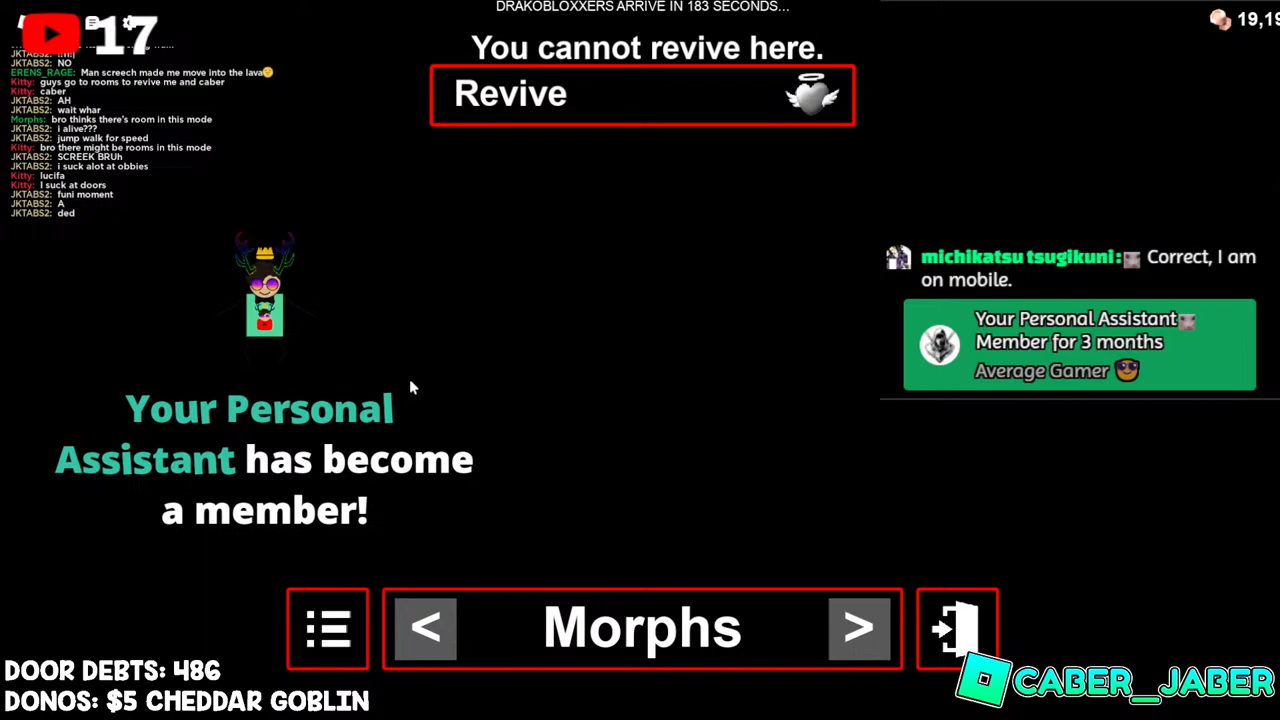 DRAKOBLOXXERS ARRIVE IN 183 SECONDS...
17
19,19
You cannot revive here.
Revive
JKTABS2: NO
ERENS_RAGE: Man screech made me move into the lava
Kitty: guys go to rooms to revive me and caber
Kitty: caber
JKTABS2: AH
JKTABS2: wait whar
Morphs: bro thinks there's room in this mode
JKTABS2: i alive???
JKTABS2: jump walk for speed
Kitty: bro there might be rooms in this mode
JKTABS2: SCREEK BRUh
JKTABS2: i suck alot at obbies
Kitty: lucifa
Kitty: I suck at doors
JKTABS2: funi moment
JKTABS2: A
JKTABS2: ded
michikatsu tsugikuni: Correct, I am
on mobile.
Your Personal Assistant
Member for 3 months
Average Gamer
Your Personal
Assistant has become
a member!
< Morphs >
DOOR DEBTS: 486
DONOS: $5 CHEDDAR GOBLIN
CABER_JABER